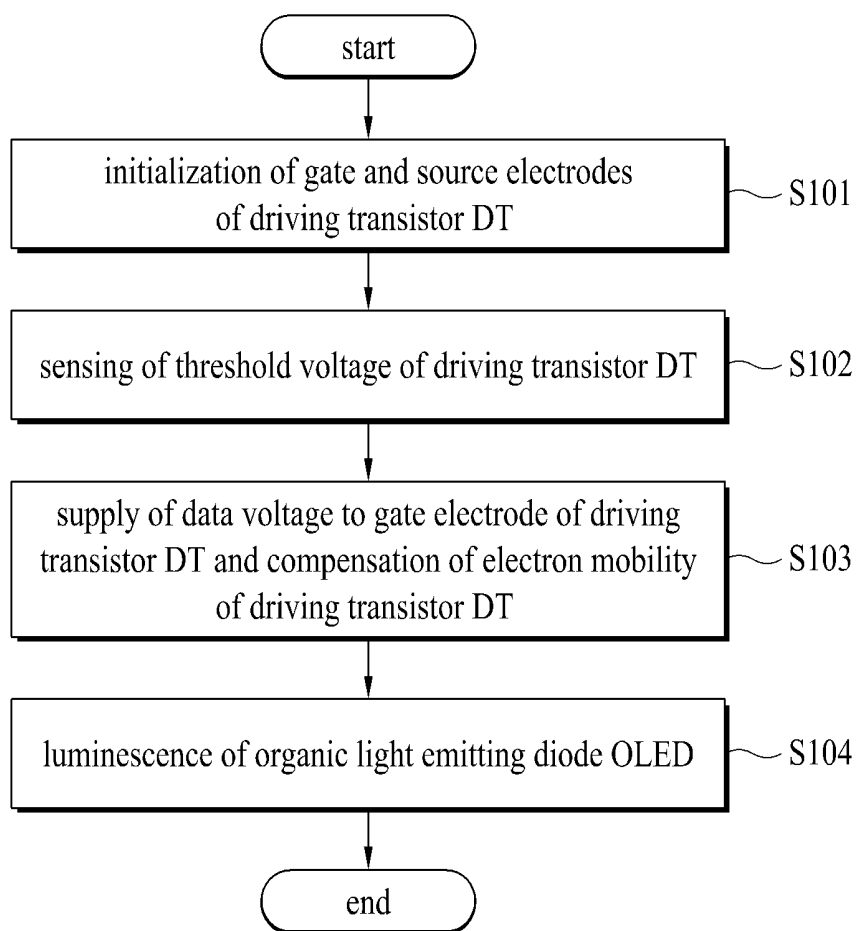 start
initialization of gate and source electrodes
of driving transistor DT
S101
sensing of threshold voltage of driving transistor DT
S102
supply of data voltage to gate electrode of driving
transistor DT and compensation of electron mobility
of driving transistor DT
S103
luminescence of organic light emitting diode OLED
S104
end